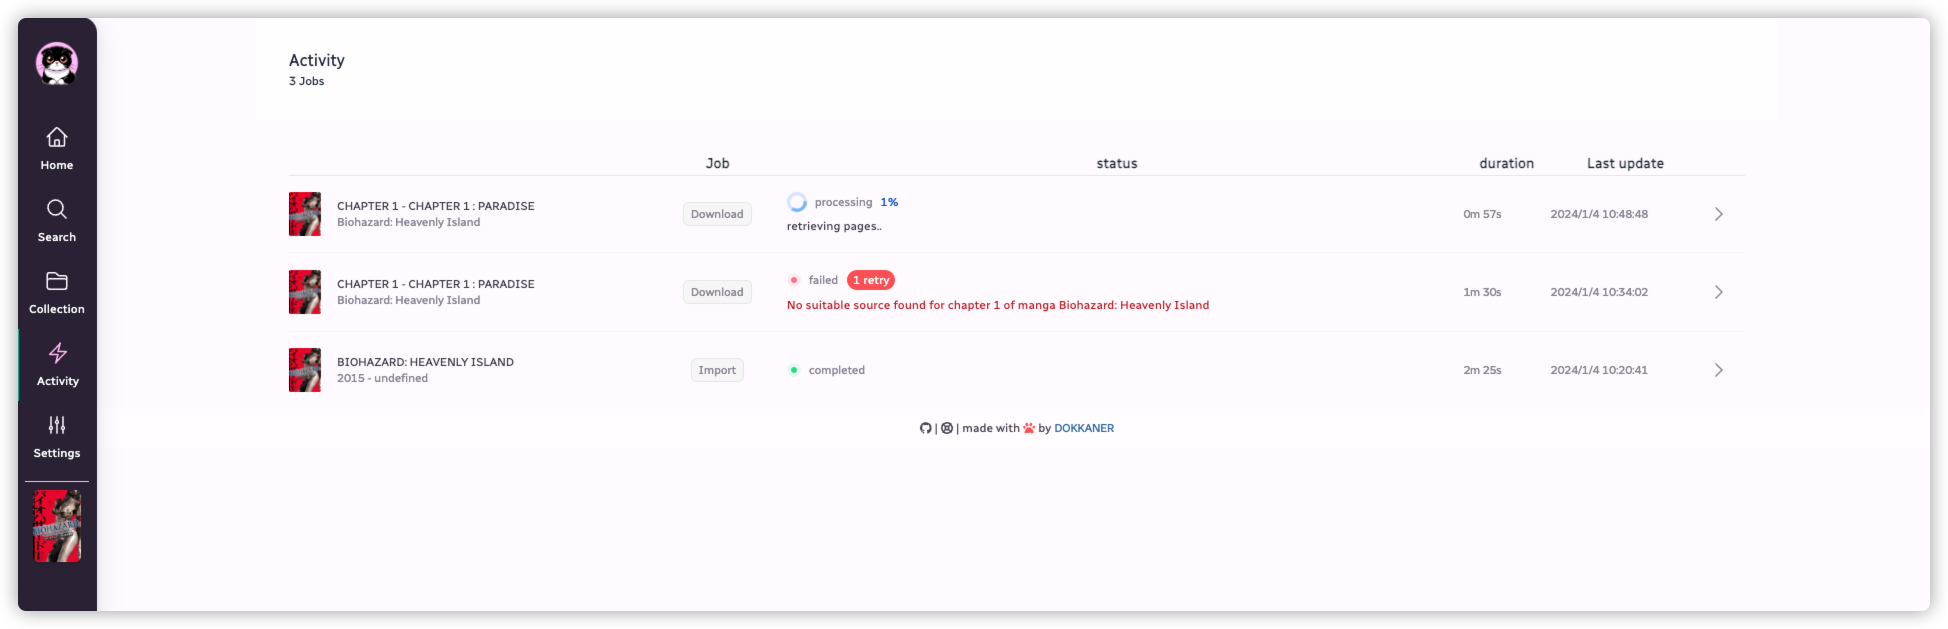 Home
Search
Collection
Activity
Settings
Activity
3 Jobs
Job status duration Last update
CHAPTER 1 - CHAPTER 1 : PARADISE
Biohazard: Heavenly Island
Download
processing 1%
retrieving pages..
0m 57s
2024/1/4 10:48:48
CHAPTER 1 - CHAPTER 1 : PARADISE
Biohazard: Heavenly Island
Download
failed 1 retry
No suitable source found for chapter 1 of manga Biohazard: Heavenly Island
1m 30s
2024/1/4 10:34:02
BIOHAZARD: HEAVENLY ISLAND
2015 - undefined
Import
completed
2m 25s
2024/1/4 10:20:41
| | made with by DOKKANER